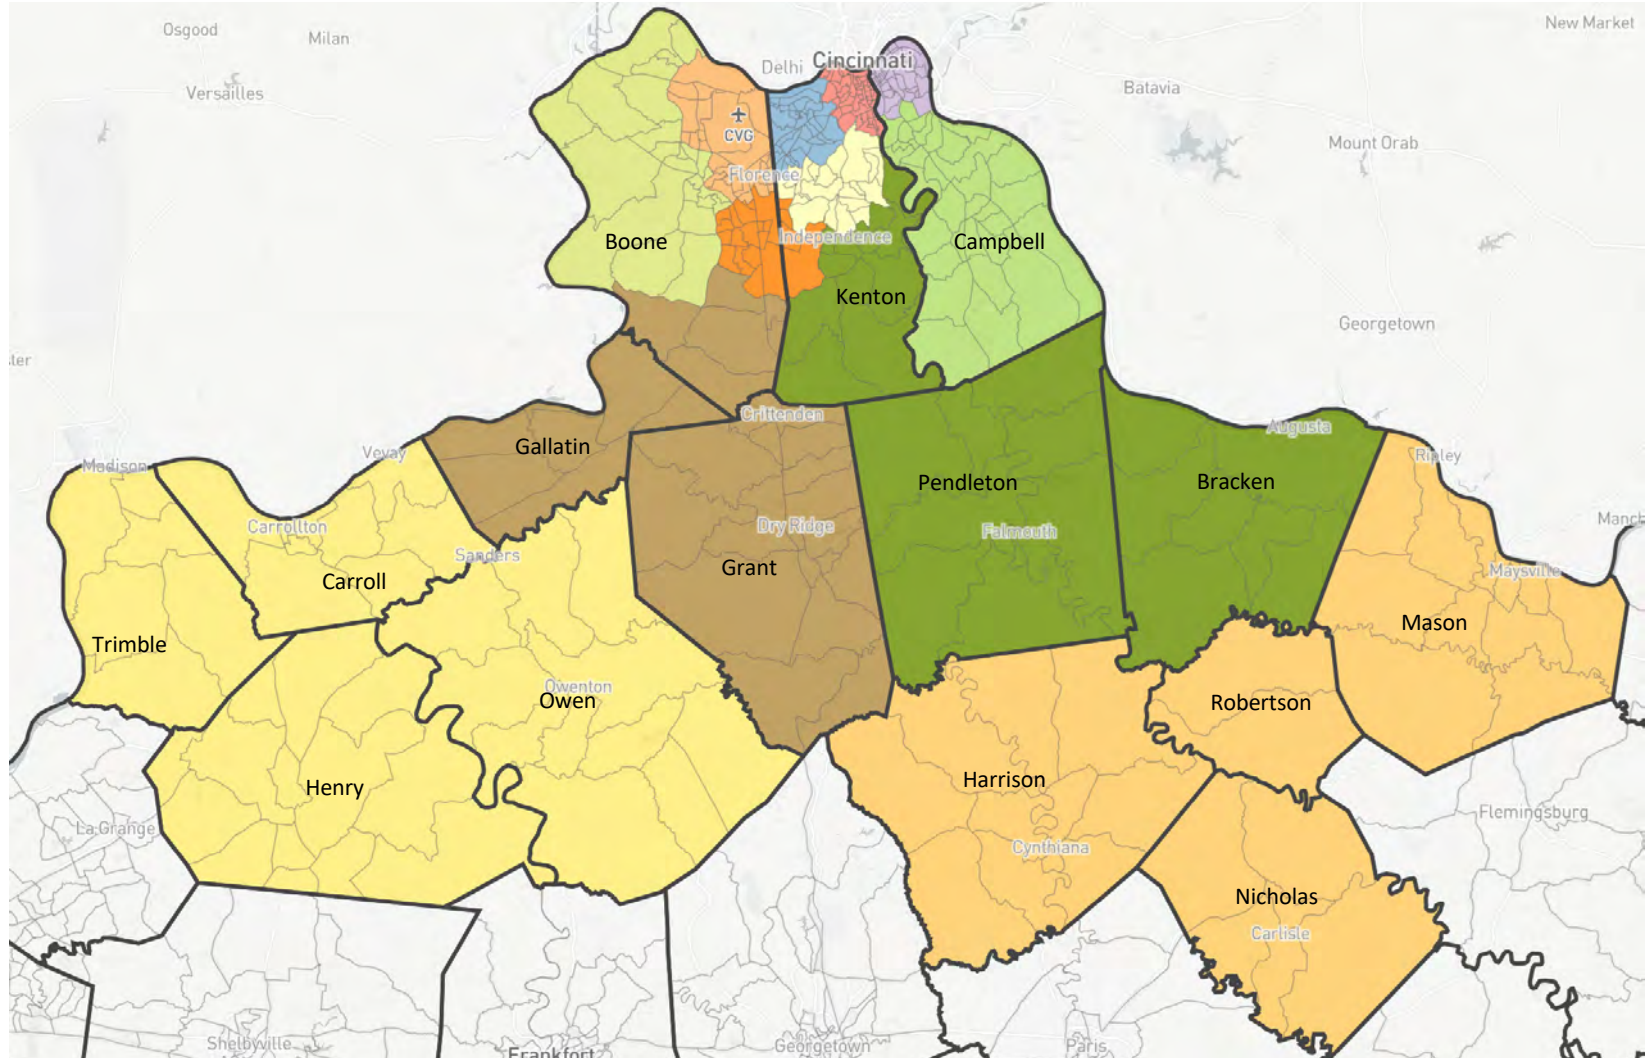 Osgood
Milan
New Market
Versailles
Delhi
Cincinnati
Batavia
CVG
Mount Orab
Florence
Boone
Independence
Campbell
Kenton
Georgetown
Crittenden
Augusta
Gallatin
Vevay
Madison
Ripley
Pendleton
Bracken
Carrollton
Dry Ridge
Falmouth
Manch
Sanders
Grant
Carroll
Maysville
Mason
Trimble
Owenton
Owen
Robertson
Henry
Harrison
La Grange
Flemingsburg
Cynthiana
Nicholas
Carlisle
Shelbyville
Frankfort
Georgetown
Paris